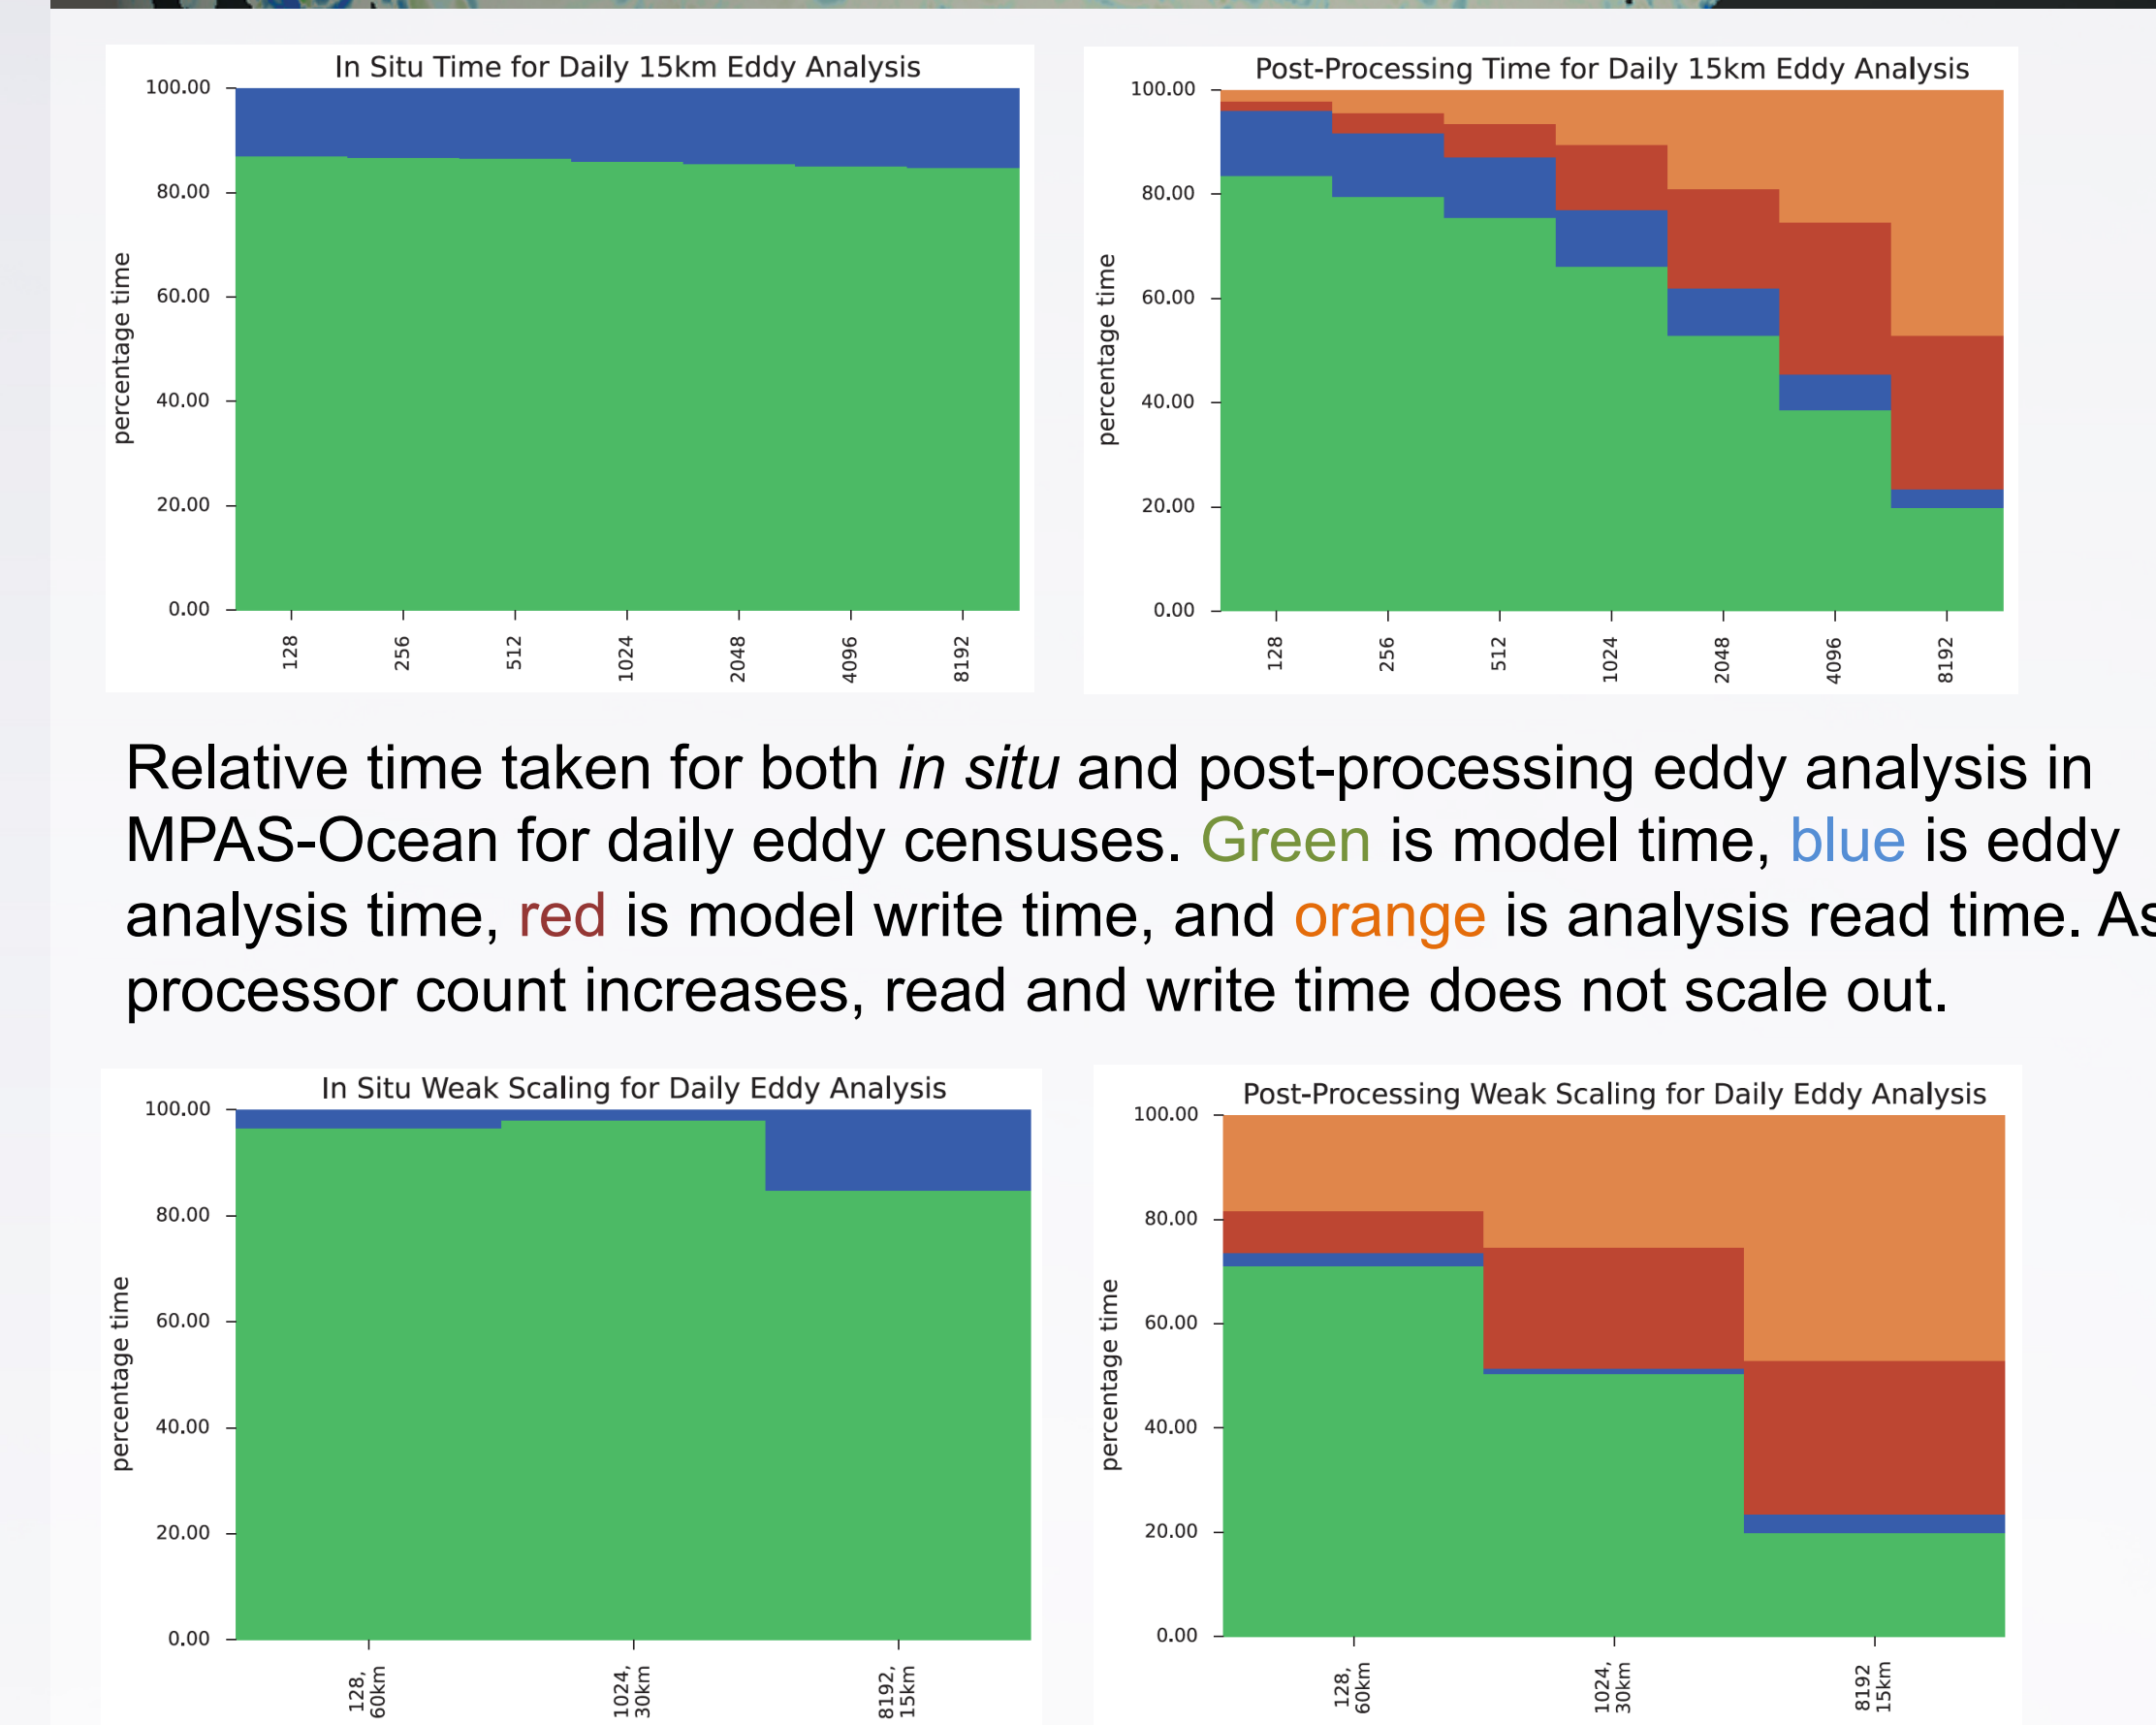 In Situ Time for Daily 15km Eddy Analysis
100.00
80.00
60.00
40.00
20.00
0.00
percentage time
128
256
512
1024
2048
4096
8192
Post-Processing Time for Daily 15km Eddy Analysis
100.00
80.00
60.00
40.00
20.00
0.00
percentage time
128
256
512
1024
2048
4096
8192
Relative time taken for both in situ and post-processing eddy analysis in
MPAS-Ocean for daily eddy censuses. Green is model time, blue is eddy
analysis time, red is model write time, and orange is analysis read time. As
processor count increases, read and write time does not scale out.
In Situ Weak Scaling for Daily Eddy Analysis
100.00
80.00
60.00
40.00
20.00
0.00
percentage time
128,
60km
1024,
30km
8192,
15km
Post-Processing Weak Scaling for Daily Eddy Analysis
100.00
80.00
60.00
40.00
20.00
0.00
percentage time
128,
60km
1024,
30km
8192
15km